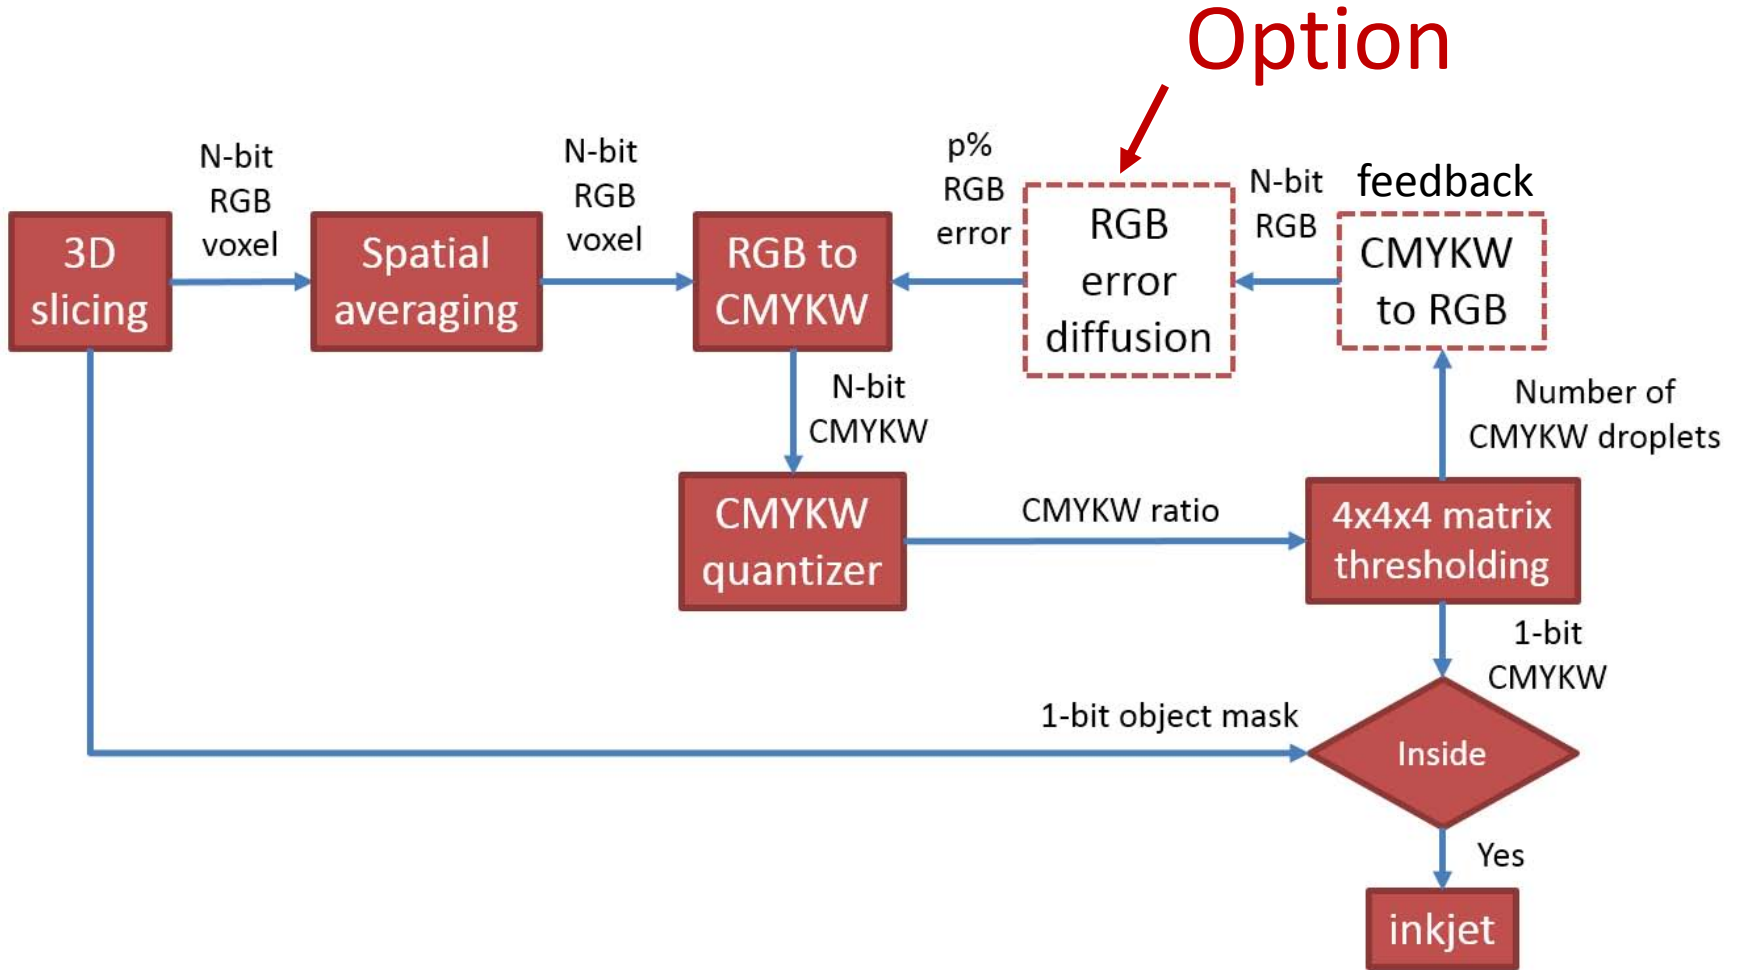 Option
N-bit
RGB
voxel
N-bit
RGB
voxel
p%
RGB
error
N-bit
RGB
feedback
3D
slicing
Spatial
averaging
RGB to
CMYKW
RGB
error
diffusion
CMYKW
to RGB
N-bit
CMYKW
Number of
CMYKW droplets
CMYKW
quantizer
CMYKW ratio
4x4x4 matrix
thresholding
1-bit
CMYKW
1-bit object mask
Inside
Yes
inkjet